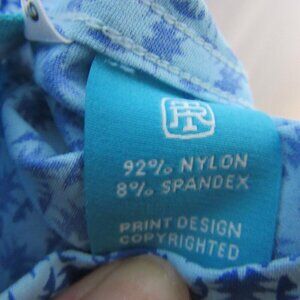 92% NYLON
8% SPANDEX
PRINT DESIGN
COPYRIGHTED